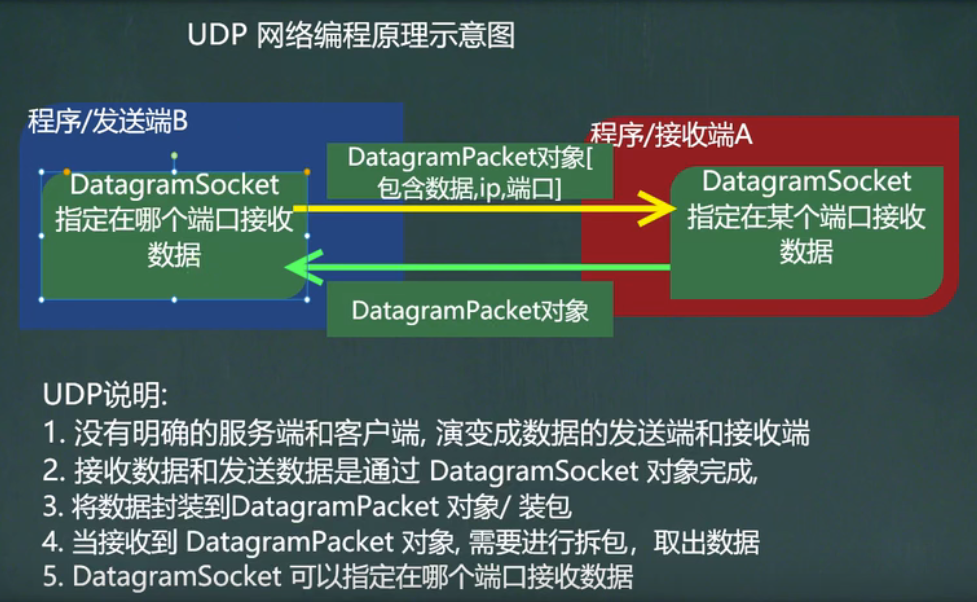 UDP 网络编程原理示意图
程序/发送端B
程序/接收端A
DatagramPacket对象[
包含数据,ip,端口]
DatagramSocket
指定在哪个端口接收
数据
DatagramSocket
指定在某个端口接收
数据
DatagramPacket对象
UDP说明:
1. 没有明确的服务端和客户端, 演变成数据的发送端和接收端
2. 接收数据和发送数据是通过 DatagramSocket 对象完成,
3. 将数据封装到DatagramPacket 对象/ 装包
4. 当接收到 DatagramPacket 对象, 需要进行拆包，取出数据
5. DatagramSocket 可以指定在哪个端口接收数据